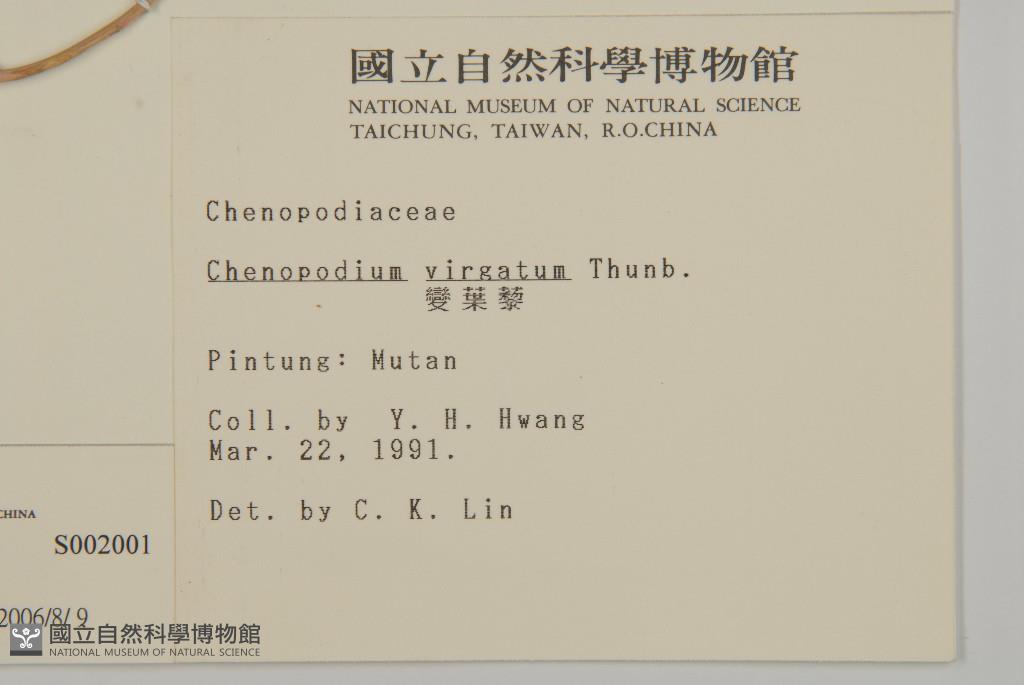 國立自然科學博物館
NATIONAL MUSEUM OF NATURAL SCIENCE
TAICHUNG, TAIWAN, R.O.CHINA
Chenopodiaceae
Chenopodium virgatum Thunb.
變葉藜
Pintung: Mutan
Coll. by Y. H. Hwang
Mar. 22, 1991.
Det. by C. K. Lin
CHINA
S002001
2006/8/9
國立自然科學博物館
NATIONAL MUSEUM OF NATURAL SCIENCE